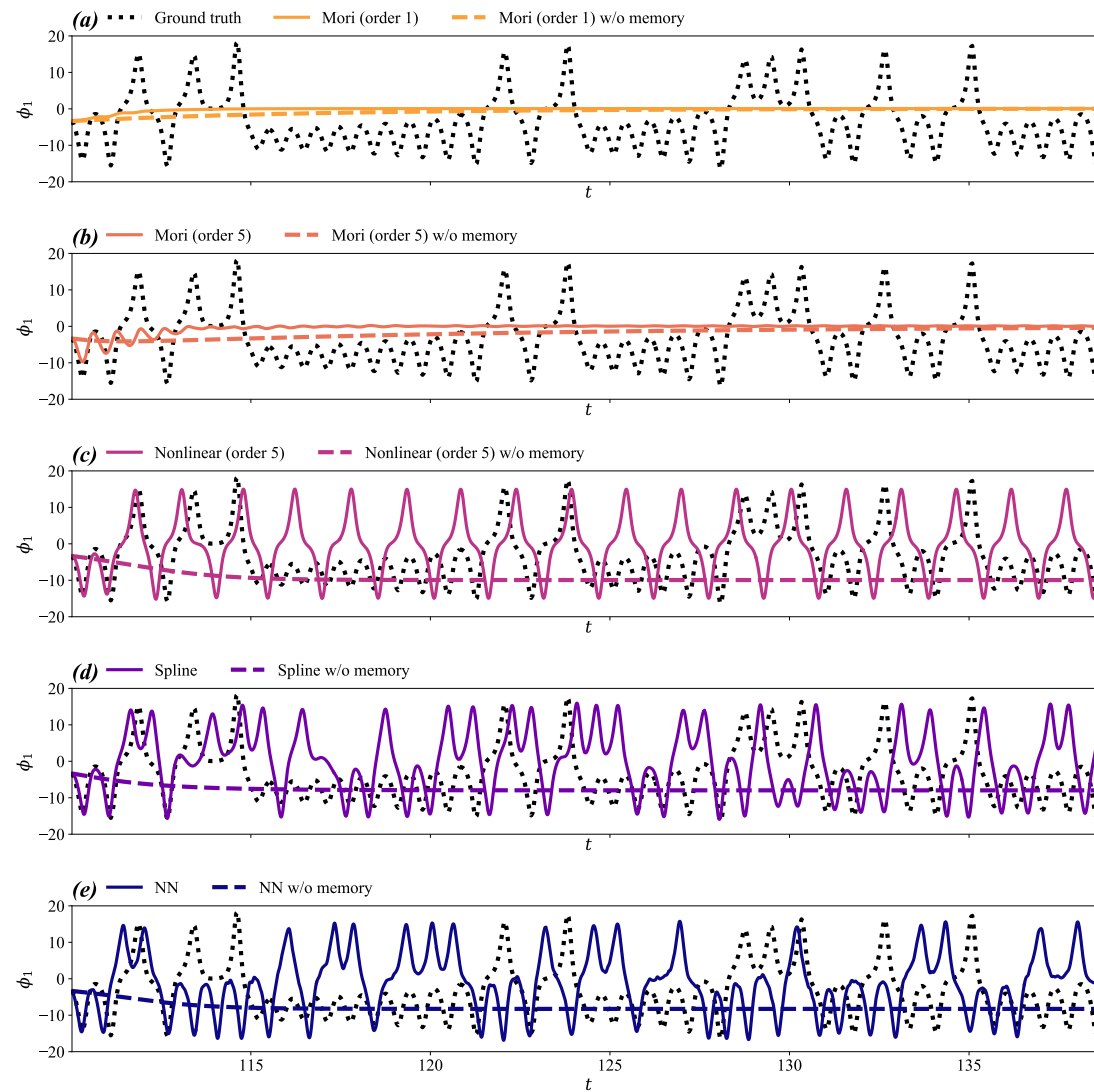 (a) Ground truth Mori (order 1) Mori (order 1) w/o memory
20
10
0
−10
−20
ϕ1
t
(b) Mori (order 5) Mori (order 5) w/o memory
20
10
0
−10
−20
ϕ1
t
(c) Nonlinear (order 5) Nonlinear (order 5) w/o memory
20
10
0
−10
−20
ϕ1
t
(d) Spline Spline w/o memory
20
10
0
−10
−20
ϕ1
t
(e) NN NN w/o memory
20
10
0
−10
−20
ϕ1
115 120 125 130 135
t